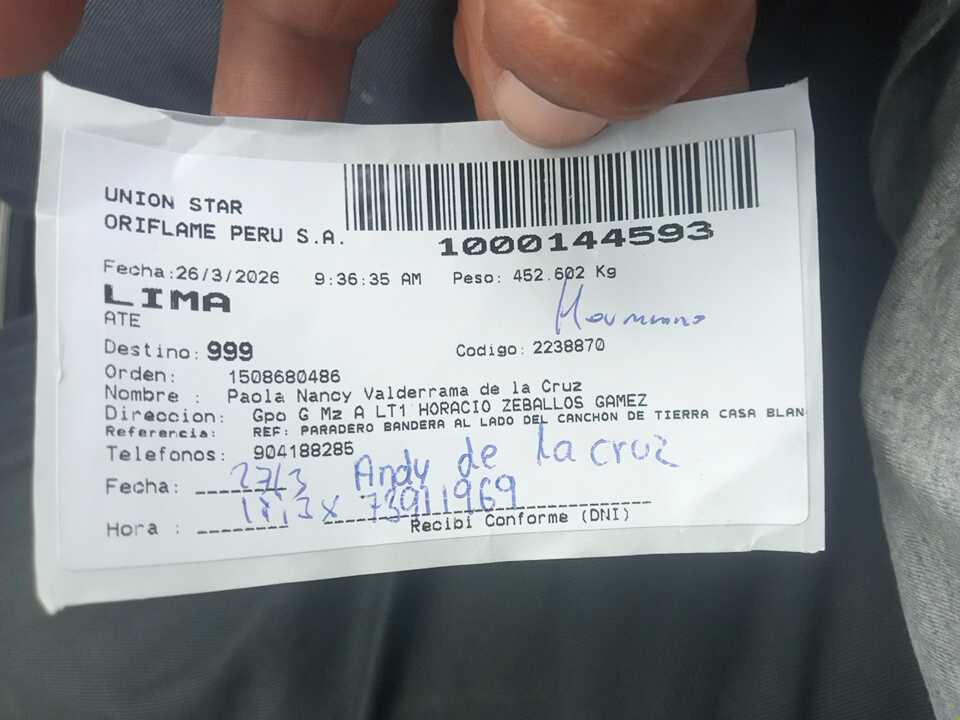 UNION STAR
ORIFLAME PERU S.A.
1000144593
Fecha:26/3/2026 9:36:35 AM Peso: 452.602 Kg
LIMA
ATE
Destino: 999 Codigo: 2238870
Orden: 1508680486
Nombre : Paola Nancy Valderrama de la Cruz
Direccion: Gpo G Mz A LT1 HORACIO ZEBALLOS GAMEZ
Referencia: REF: PARADERO BANDERA AL LADO DEL CANCHON DE TIERRA CASA BLAN
Telefonos: 904188285
Fecha: 27/3 Andy de la cruz
73911969
Hora : Recibi Conforme (DNI)